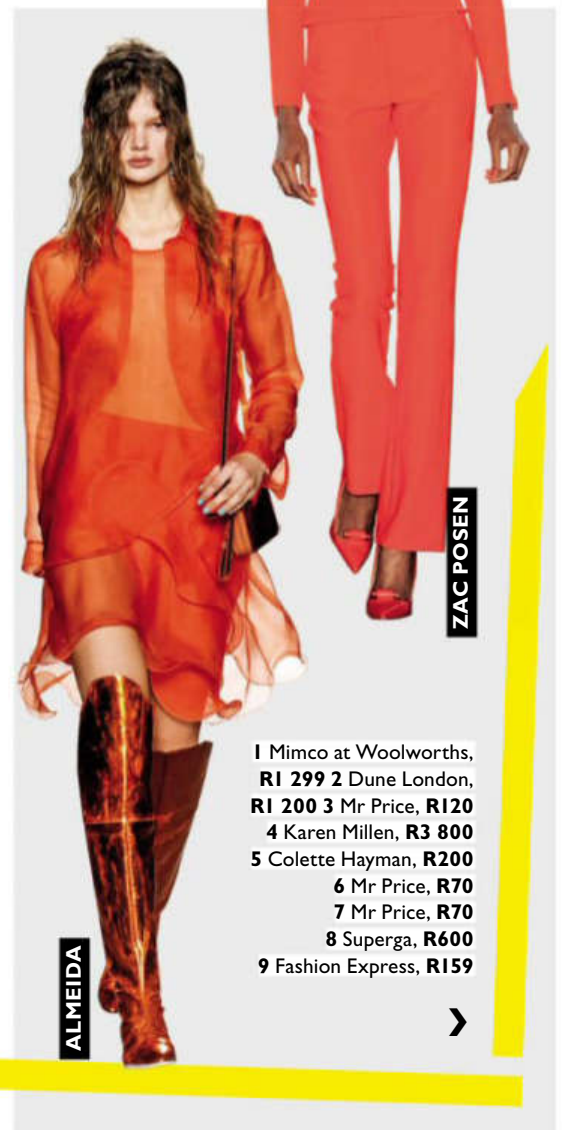 ZAC POSEN
1 Mimco at Woolworths,
R1 299 2 Dune London,
R1 200 3 Mr Price, R120
4 Karen Millen, R3 800
5 Colette Hayman, R200
6 Mr Price, R70
7 Mr Price, R70
8 Superga, R600
9 Fashion Express, R159
ALMEIDA